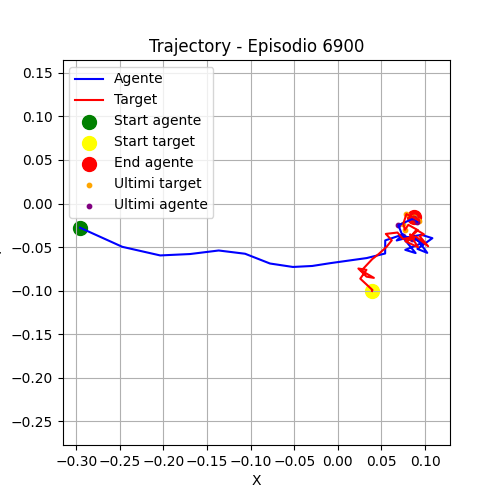 Trajectory - Episodio 6900
Agente
Target
Start agente
Start target
End agente
Ultimi target
Ultimi agente
0.15
0.10
0.05
0.00
−0.05
−0.10
−0.15
−0.20
−0.25
−0.30 −0.25 −0.20 −0.15 −0.10 −0.05 0.00 0.05 0.10
X